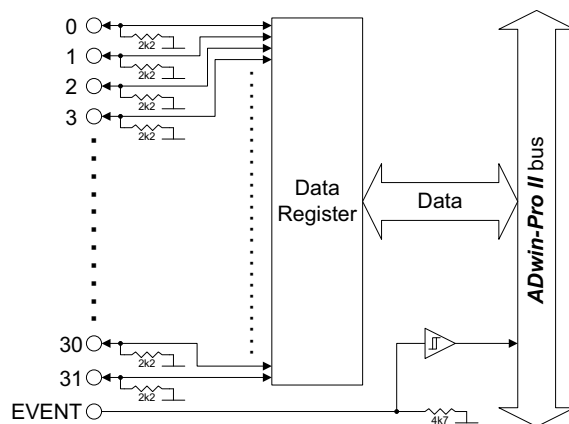 0
2k2
1
2k2
2
2k2
3
2k2
Data
Register
Data
ADwin-Pro II bus
30
2k2
31
2k2
EVENT
4k7